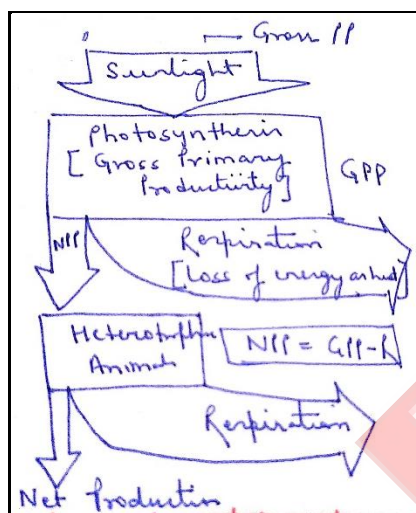 Gross PP
Sunlight
Photosynthesis
[Gross Primary
Productivity]
GPP
NPP
Respiration
[Loss of energy as heat]
Heterotrophic
Animals
NPP = GPP-R
Respiration
Net Production